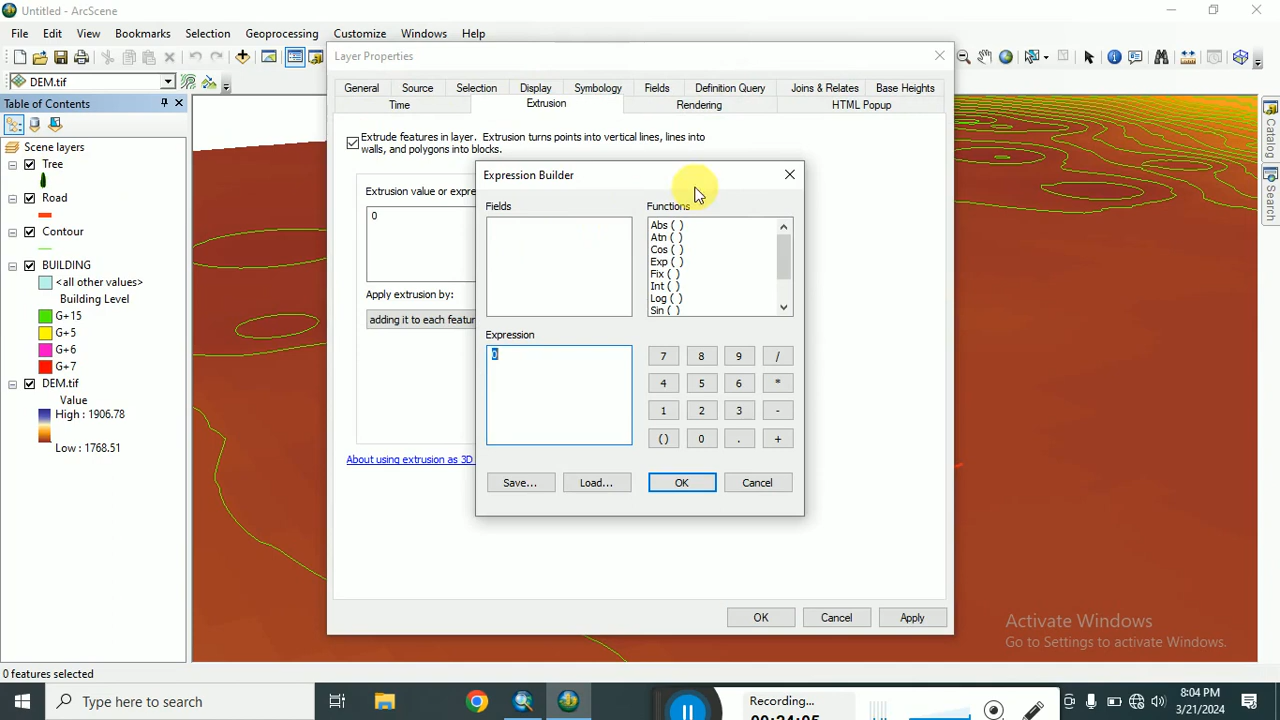 Untitled - ArcScene
File Edit View Bookmarks Selection Geoprocessing Customize Windows Help
DEM.tif
Table of Contents
Scene layers
Tree
Road
Contour
BUILDING
<all other values>
Building Level
G+15
G+5
G+6
G+7
DEM.tif
Value
High : 1906.78
Low : 1768.51
Layer Properties
General Source Selection Display Symbology Fields Definition Query Joins & Relates Base Heights
Time Extrusion Rendering HTML Popup
Extrude features in layer. Extrusion turns points into vertical lines, lines into
walls, and polygons into blocks.
Extrusion value or expre
0
Apply extrusion by:
adding it to each featur
About using extrusion as 3D
Expression Builder
Fields Functions
Abs ( )
Atn ( )
Cos ( )
Exp ( )
Fix ( )
Int ( )
Log ( )
Sin ( )
Expression
0
7 8 9 /
4 5 6 *
1 2 3 -
( ) 0 . +
Save... Load... OK Cancel
OK Cancel Apply
Catalog
Search
Activate Windows
Go to Settings to activate Windows.
0 features selected
Type here to search
Recording...
00:24:05
8:04 PM
3/21/2024